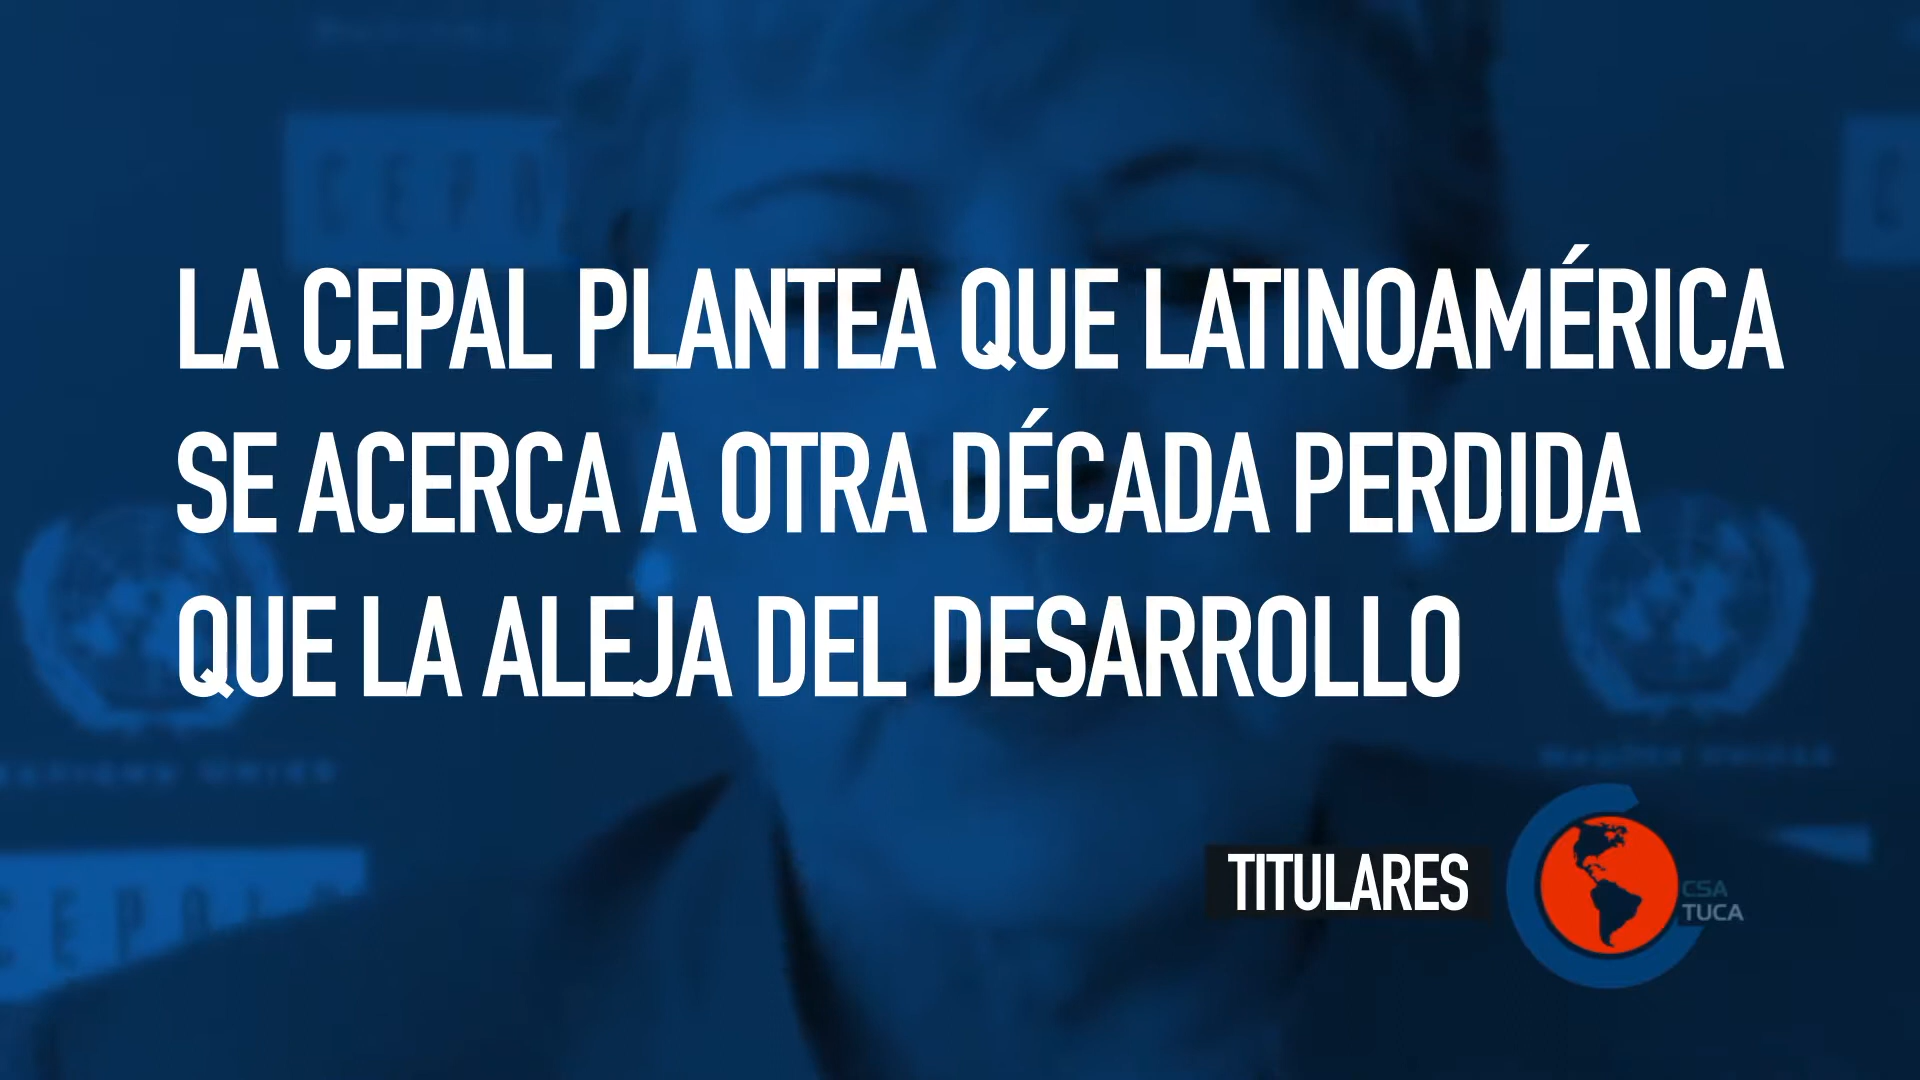 LA CEPAL PLANTEA QUE LATINOAMÉRICA
SE ACERCA A OTRA DÉCADA PERDIDA
QUE LA ALEJA DEL DESARROLLO
TITULARES
CSA
TUCA